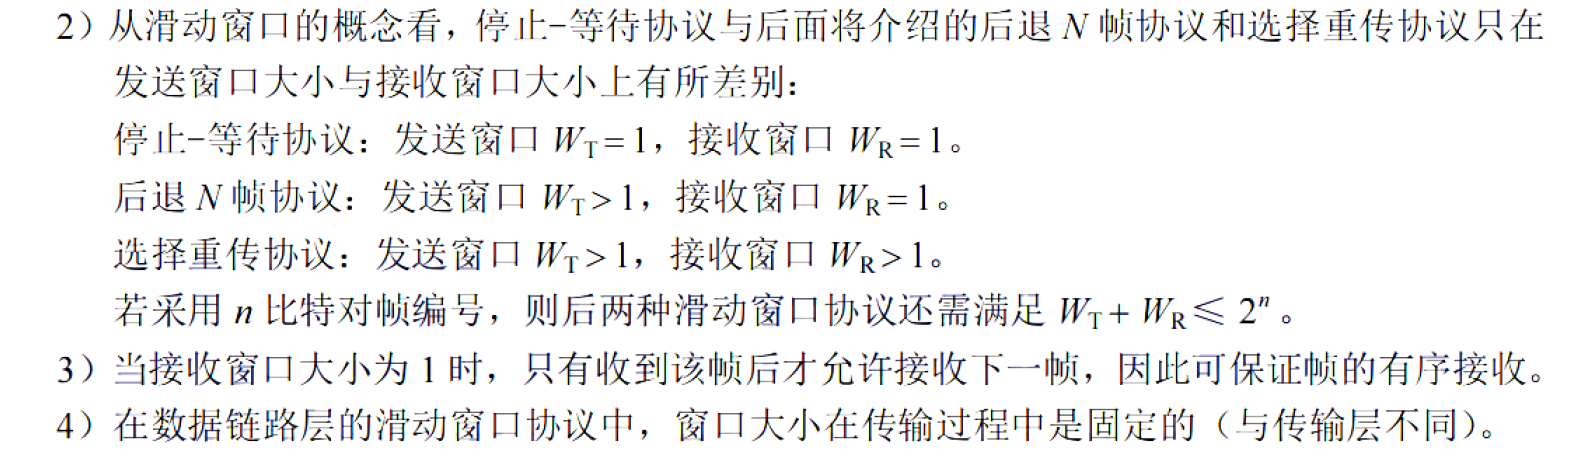 2）从滑动窗口的概念看，停止-等待协议与后面将介绍的后退 N 帧协议和选择重传协议只在
发送窗口大小与接收窗口大小上有所差别：
停止-等待协议：发送窗口 W_T = 1，接收窗口 W_R = 1。
后退 N 帧协议：发送窗口 W_T > 1，接收窗口 W_R = 1。
选择重传协议：发送窗口 W_T > 1，接收窗口 W_R > 1。
若采用 n 比特对帧编号，则后两种滑动窗口协议还需满足 W_T + W_R ≤ 2^n。
3）当接收窗口大小为 1 时，只有收到该帧后才允许接收下一帧，因此可保证帧的有序接收。
4）在数据链路层的滑动窗口协议中，窗口大小在传输过程中是固定的（与传输层不同）。